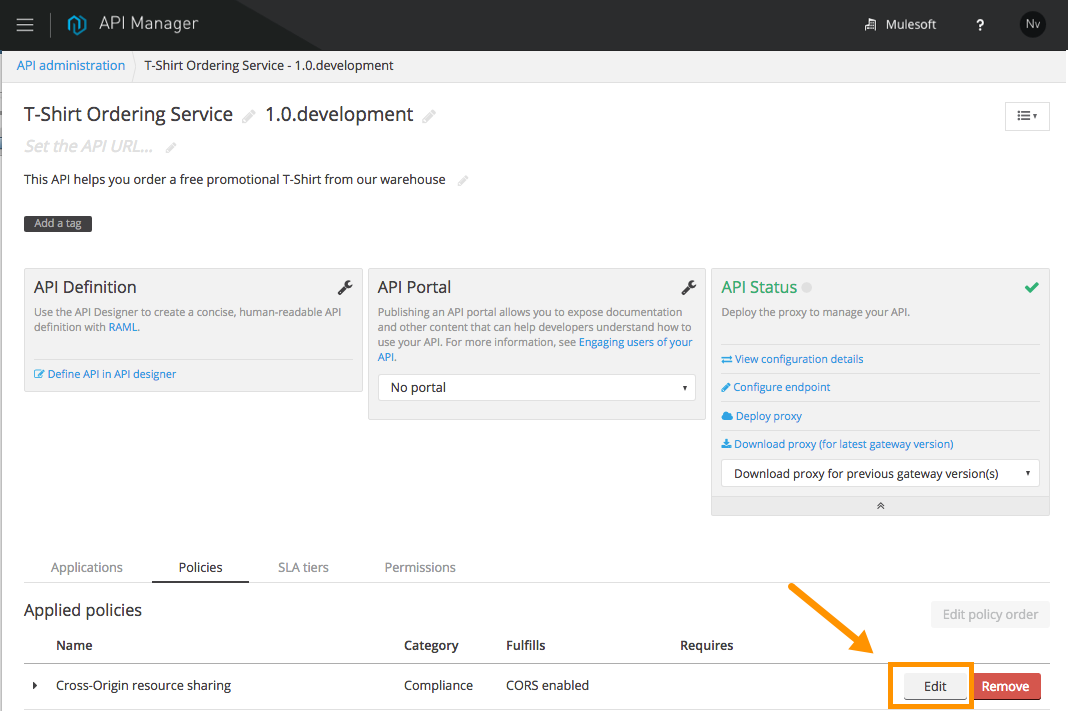 API Manager
Mulesoft
?
Nv
API administration
T-Shirt Ordering Service - 1.0.development
T-Shirt Ordering Service 1.0.development
Set the API URL...
This API helps you order a free promotional T-Shirt from our warehouse
Add a tag
API Definition
Use the API Designer to create a concise, human-readable API
definition with RAML.
Define API in API designer
API Portal
Publishing an API portal allows you to expose documentation
and other content that can help developers understand how to
use your API. For more information, see Engaging users of your
API.
No portal
API Status
Deploy the proxy to manage your API.
View configuration details
Configure endpoint
Deploy proxy
Download proxy (for latest gateway version)
Download proxy for previous gateway version(s)
Applications Policies SLA tiers Permissions
Applied policies
Edit policy order
Name Category Fulfills Requires
Cross-Origin resource sharing Compliance CORS enabled Edit Remove